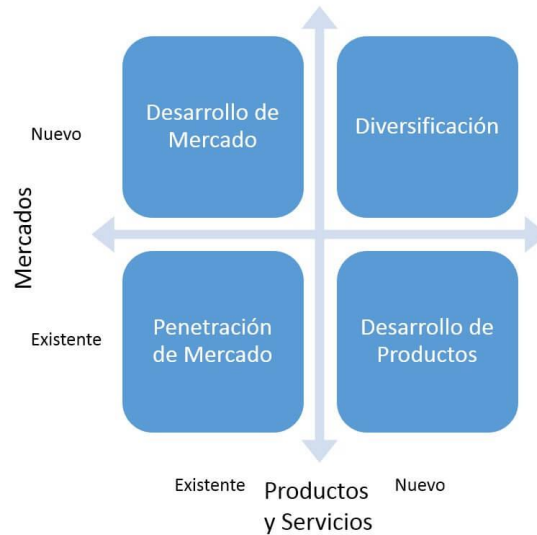 Desarrollo de
Mercado
Diversificación
Nuevo
Mercados
Penetración
de Mercado
Desarrollo de
Productos
Existente
Existente
Productos
y Servicios
Nuevo